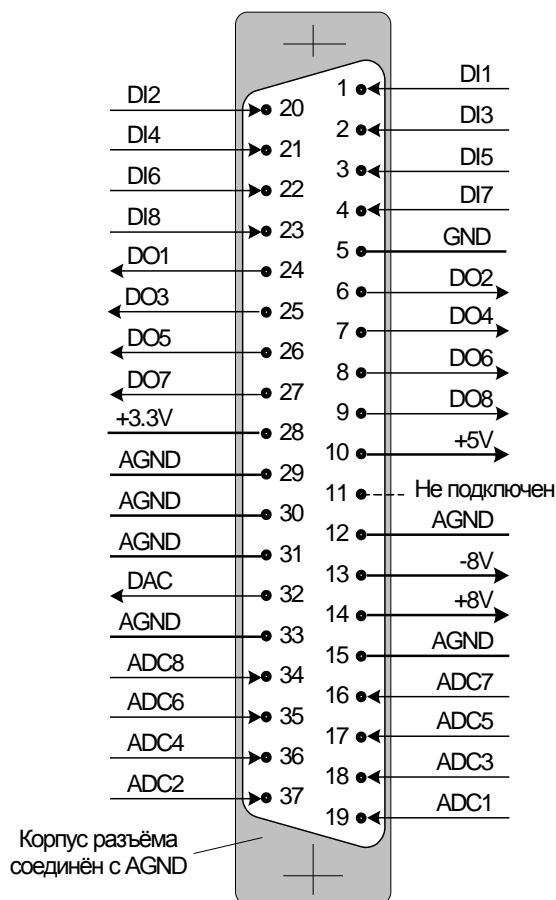 DI2 20
DI4 21
DI6 22
DI8 23
DO1 24
DO3 25
DO5 26
DO7 27
+3.3V 28
AGND 29
AGND 30
AGND 31
DAC 32
AGND 33
ADC8 34
ADC6 35
ADC4 36
ADC2 37
1 DI1
2 DI3
3 DI5
4 DI7
5 GND
6 DO2
7 DO4
8 DO6
9 DO8
10 +5V
11 Не подключен
12 AGND
13 -8V
14 +8V
15 AGND
16 ADC7
17 ADC5
18 ADC3
19 ADC1
Корпус разъёма
соединён с AGND